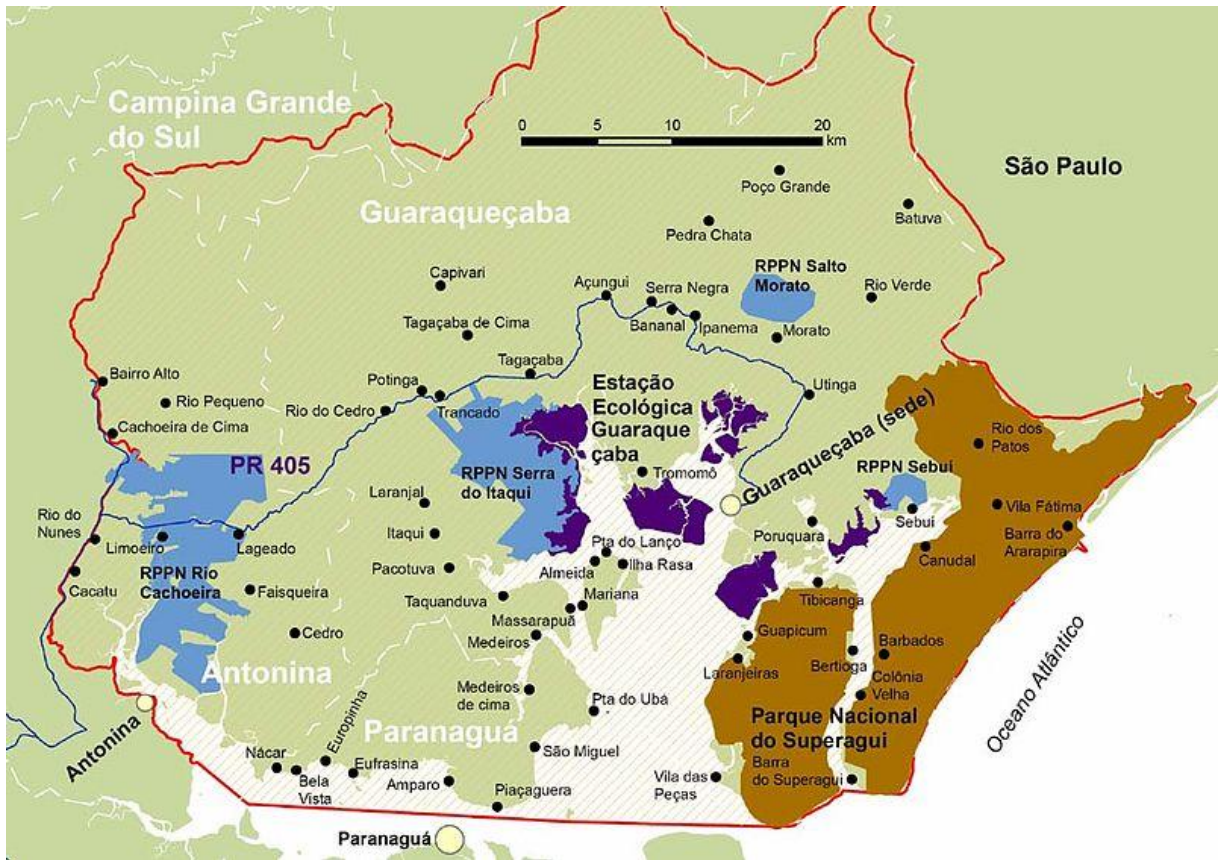 Campina Grande
do Sul
0
5
10
20
km
São Paulo
Poço Grande
Guaraqueçaba
Batuva
Pedra Chata
Capivari
RPPN Salto
Morato
Açungui
Serra Negra
Rio Verde
Bananal
Ipanema
Tagaçaba de Cima
Morato
Tagaçaba
Bairro Alto
Potinga
Estação
Ecológica
Guaraque
çaba
Utinga
Rio Pequeno
Rio do Cedro
Trancado
Cachoeira de Cima
Guaraqueçaba (sede)
Rio dos
Patos
PR 405
RPPN Serra
do Itaqui
Tromomô
RPPN Sebui
Laranjal
Vila Fátima
Rio do
Nunes
Limoeiro
Lageado
Itaqui
Poruquara
Sebui
Barra do
Ararapira
Pta do Lanço
Canudal
RPPN Rio
Cachoeira
Pacotuva
Almeida
Ilha Rasa
Cacatu
Faisqueira
Taquanduva
Mariana
Tibicanga
Massarapuã
Cedro
Medeiros
Guapicum
Barbados
Laranjeiras
Bertioga
Antonina
Colônia
Velha
Medeiros
de cima
Pta do Ubá
Oceano Atlântico
Antonina
Paranaguá
Parque Nacional
do Superagui
Europinha
São Miguel
Nácar
Bela
Vista
Eufrasina
Amparo
Piaçaguera
Vila das
Peças
Barra
do Superagui
Paranaguá